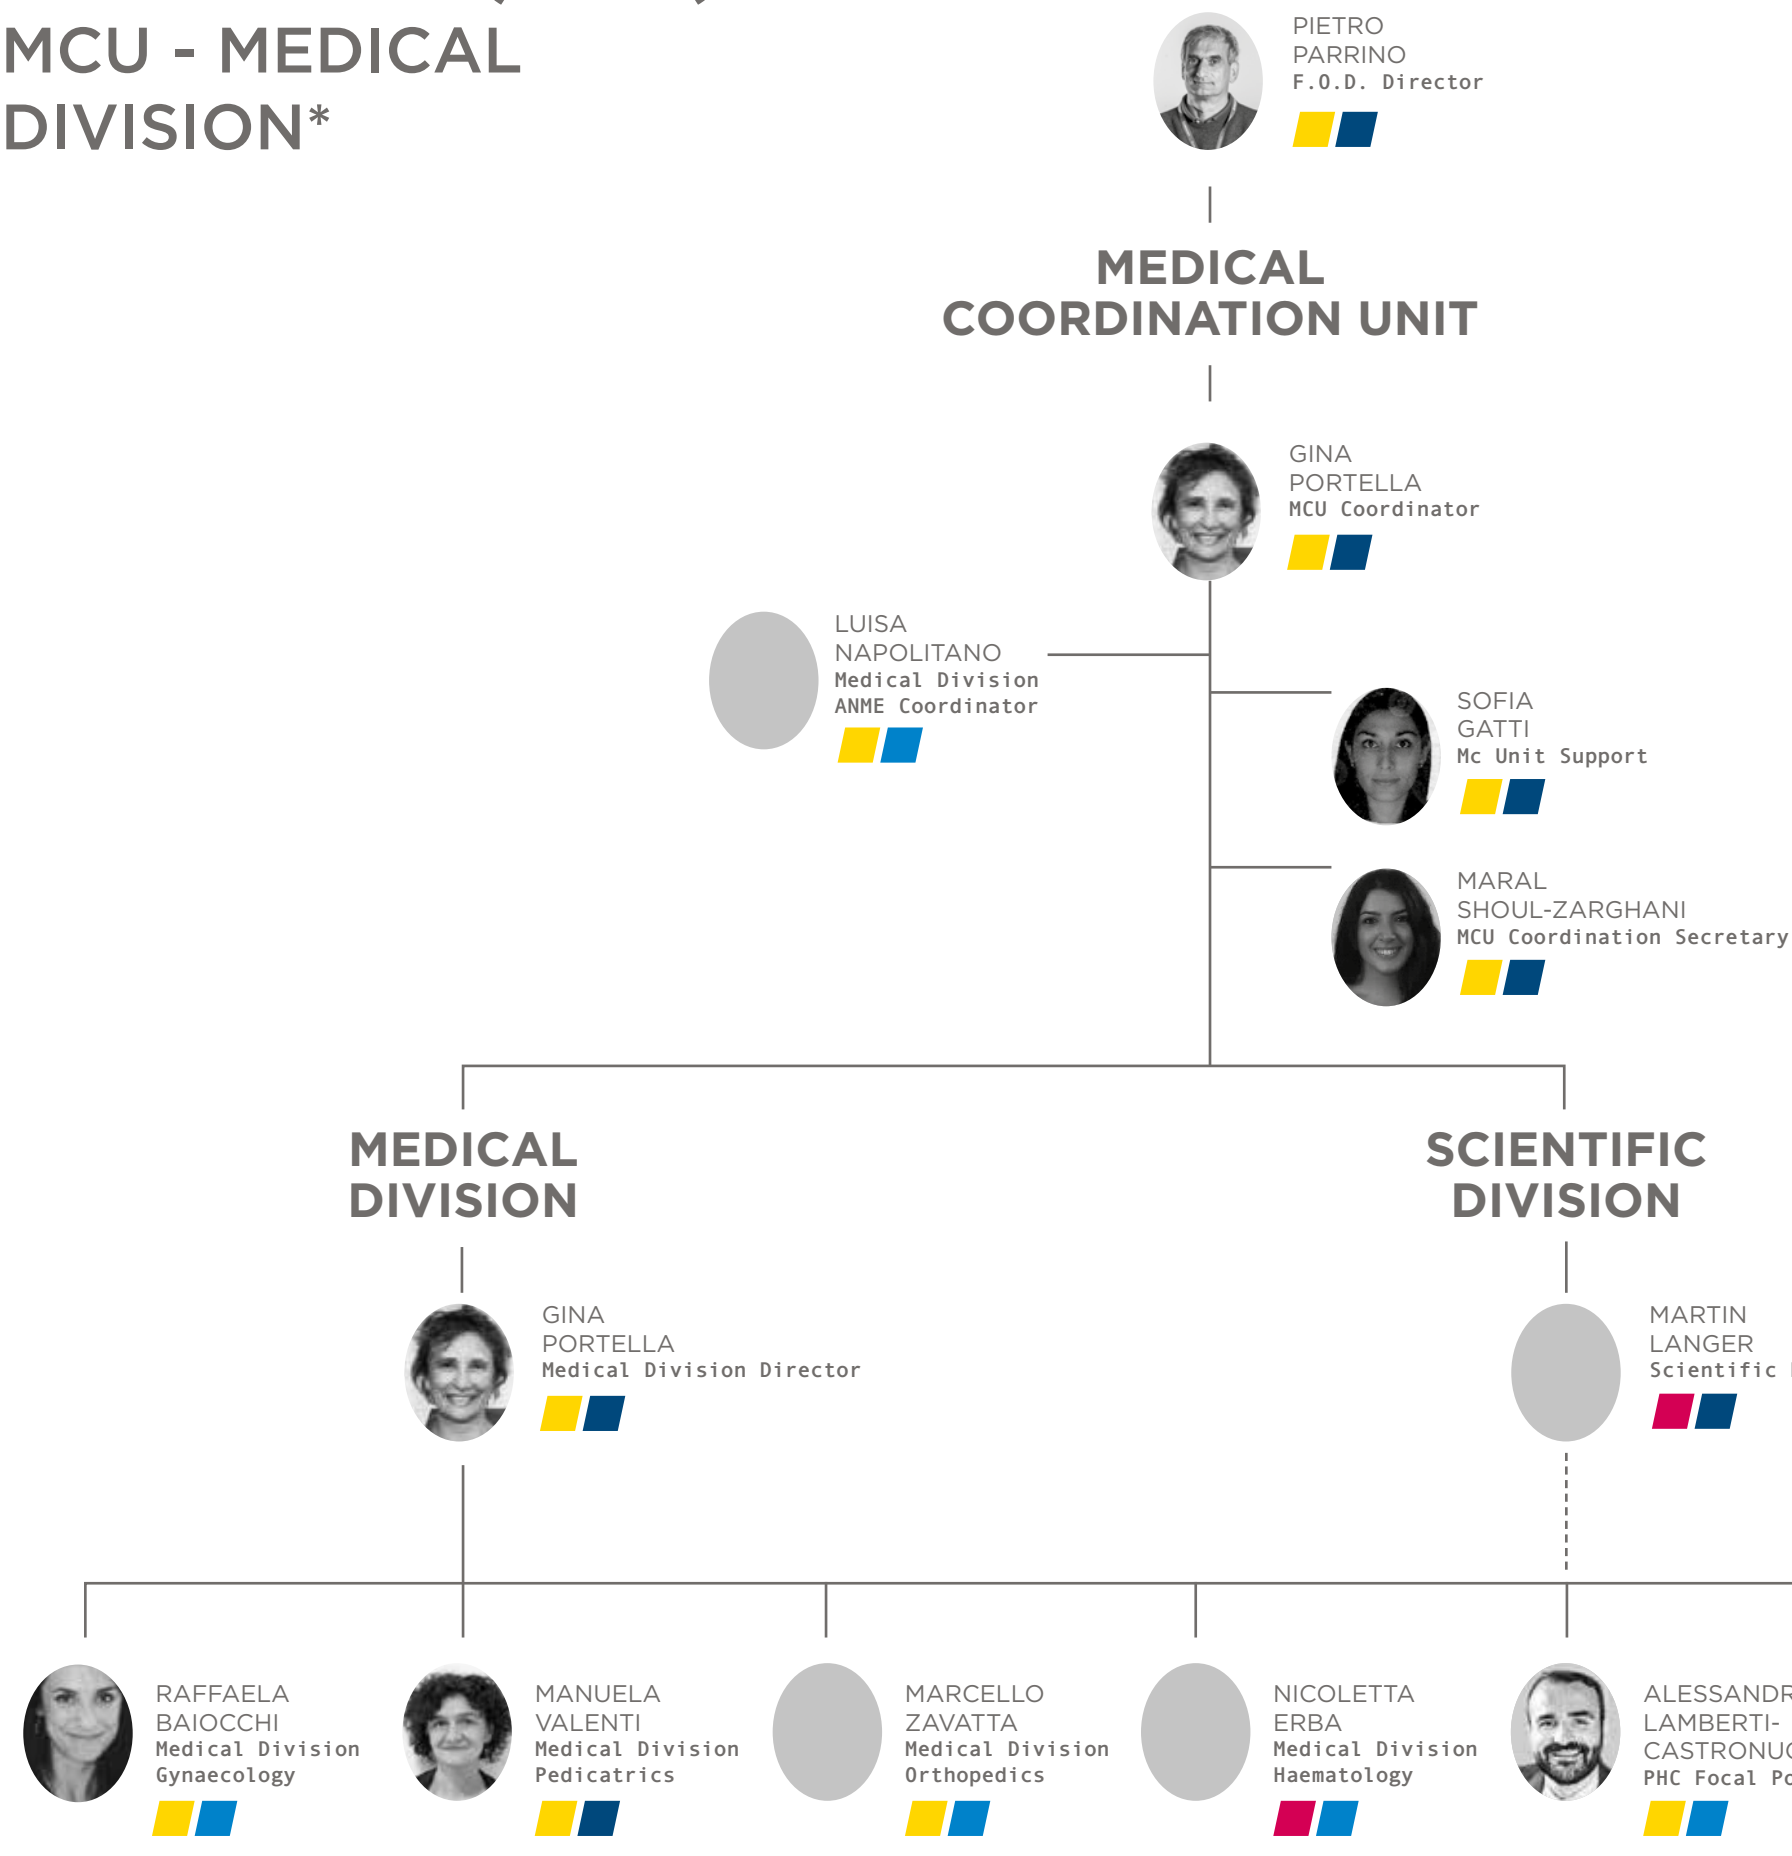 MCU - MEDICAL
DIVISION*
PIETRO
PARRINO
F.O.D. Director
MEDICAL
COORDINATION UNIT
GINA
PORTELLA
MCU Coordinator
LUISA
NAPOLITANO
Medical Division
ANME Coordinator
SOFIA
GATTI
Mc Unit Support
MARAL
SHOUL-ZARGHANI
MCU Coordination Secretary
MEDICAL
DIVISION
SCIENTIFIC
DIVISION
GINA
PORTELLA
Medical Division Director
MARTIN
LANGER
Scientific
RAFFAELA
BAIOCCHI
Medical Division
Gynaecology
MANUELA
VALENTI
Medical Division
Pedicatrics
MARCELLO
ZAVATTA
Medical Division
Orthopedics
NICOLETTA
ERBA
Medical Division
Haematology
ALESSANDR
LAMBERTI-
CASTRONUO
PHC Focal Po